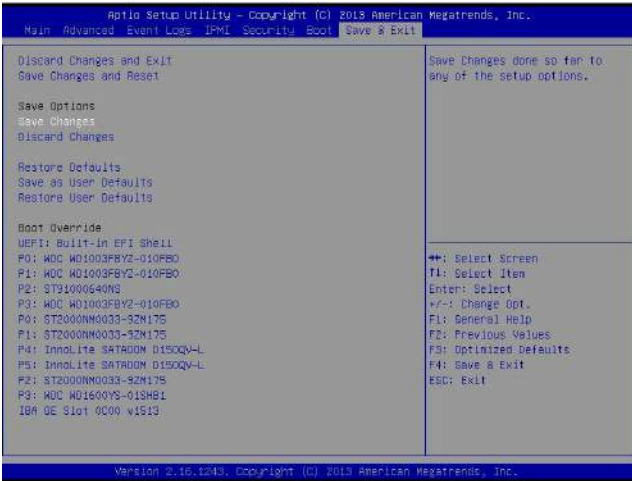 Aptio Setup Utility – Copyright (C) 2013 American Megatrends, Inc.
Main Advanced Event Logs IPMI Security Boot Save & Exit
Discard Changes and Exit
Save Changes and Reset
Save Options
Save Changes
Discard Changes
Restore Defaults
Save as User Defaults
Restore User Defaults
Boot Override
UEFI: Built-in EFI Shell
P0: WDC WD1003FBYZ-010FB0
P1: WDC WD1003FBYZ-010FB0
P2: ST91000640NS
P3: WDC WD1003FBYZ-010FB0
P0: ST2000NM0033-9ZM175
P1: ST2000NM0033-9ZM175
P4: InnoLite SATADOM D150QV-L
P5: InnoLite SATADOM D150QV-L
P2: ST2000NM0033-9ZM175
P3: WDC WD1600YS-01SHB1
IBA GE Slot 0C00 v1513
Save Changes done so far to
any of the setup options.
→←: Select Screen
↑↓: Select Item
Enter: Select
+/-: Change Opt.
F1: General Help
F2: Previous Values
F3: Optimized Defaults
F4: Save & Exit
ESC: Exit
Version 2.16.1243. Copyright (C) 2013 American Megatrends, Inc.